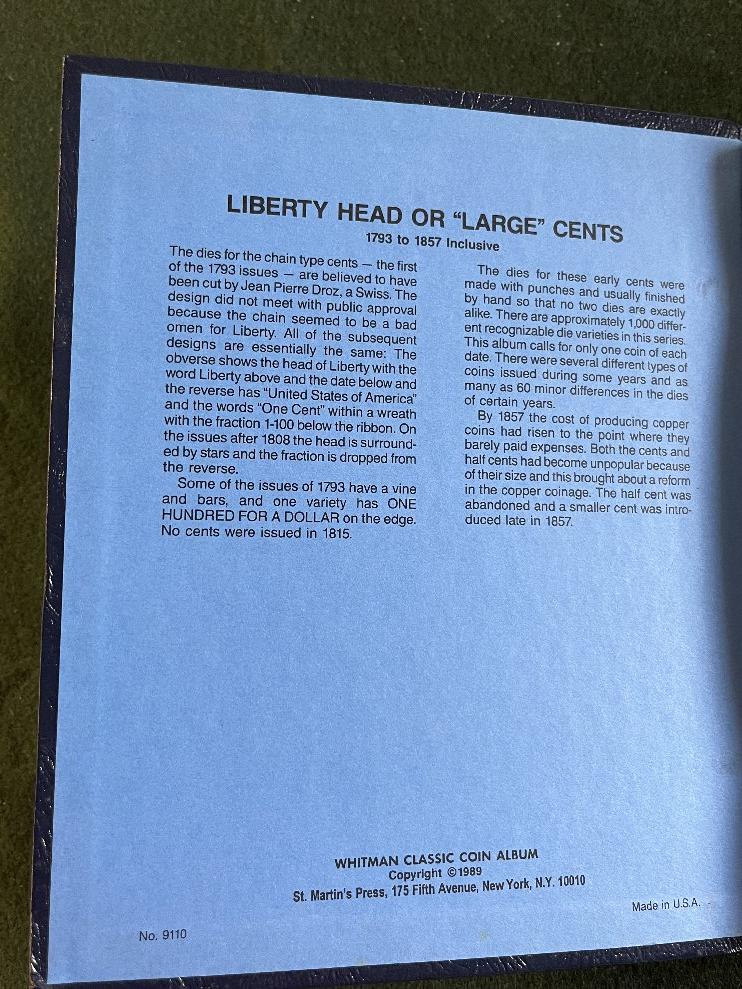 LIBERTY HEAD OR “LARGE” CENTS
1793 to 1857 Inclusive
The dies for the chain type cents — the first
of the 1793 issues — are believed to have
been cut by Jean Pierre Droz, a Swiss. The
design did not meet with public approval
because the chain seemed to be a bad
omen for Liberty. All of the subsequent
designs are essentially the same: The
obverse shows the head of Liberty with the
word Liberty above and the date below and
the reverse has “United States of America”
and the words “One Cent” within a wreath
with the fraction 1-100 below the ribbon. On
the issues after 1808 the head is surround-
ed by stars and the fraction is dropped from
the reverse.
Some of the issues of 1793 have a vine
and bars, and one variety has ONE
HUNDRED FOR A DOLLAR on the edge.
No cents were issued in 1815.
The dies for these early cents were
made with punches and usually finished
by hand so that no two dies are exactly
alike. There are approximately 1,000 differ-
ent recognizable die varieties in this series.
This album calls for only one coin of each
date. There were several different types of
coins issued during some years and as
many as 60 minor differences in the dies
of certain years.
By 1857 the cost of producing copper
coins had risen to the point where they
barely paid expenses. Both the cents and
half cents had become unpopular because
of their size and this brought about a reform
in the copper coinage. The half cent was
abandoned and a smaller cent was intro-
duced late in 1857.
WHITMAN CLASSIC COIN ALBUM
Copyright ©1989
St. Martin's Press, 175 Fifth Avenue, New York, N.Y. 10010
Made in U.S.A.
No. 9110